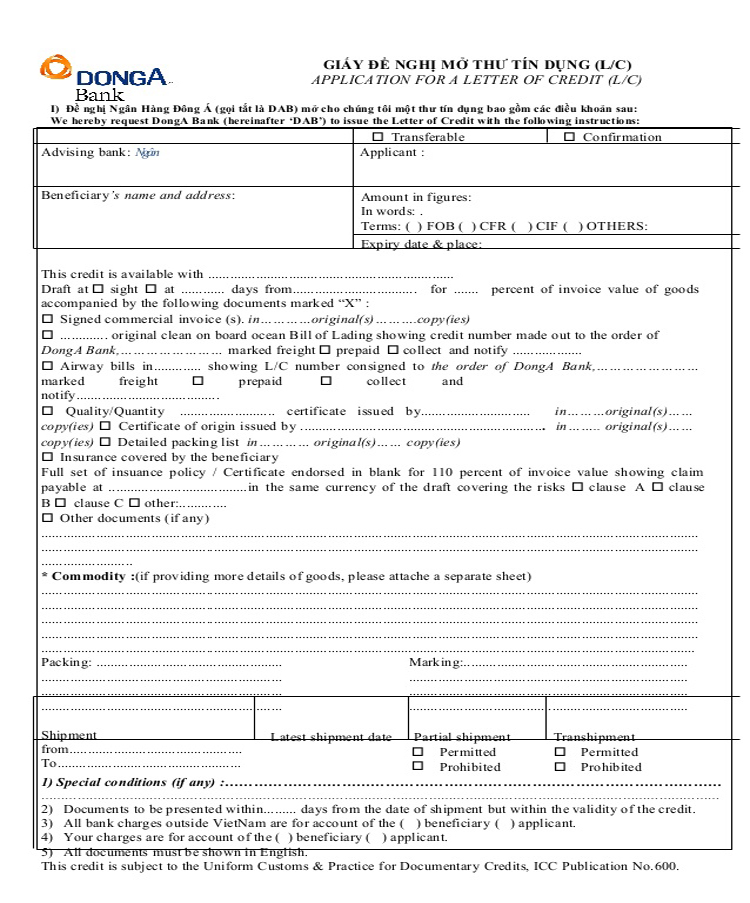 GIÁY ĐỀ NGHỊ MỞ THƯ TÍN DỤNG (L/C)
APPLICATION FOR A LETTER OF CREDIT (L/C)
DONGA
Bank
I) Đề nghị Ngân Hàng Đông Á (gọi tắt là DAB) mở cho chúng tôi một thư tín dụng bao gồm các điều khoản sau:
We hereby request DongA Bank (hereinafter ‘DAB’) to issue the Letter of Credit with the following instructions:
☐ Transferable ☐ Confirmation
Advising bank: Ngân Applicant :
Beneficiary’s name and address:
Amount in figures:
In words: .
Terms: ( ) FOB ( ) CFR ( ) CIF ( ) OTHERS:
Expiry date & place:
This credit is available with ...................................................................
Draft at ☐ sight ☐ at ............ days from.................................. for ....... percent of invoice value of goods
accompanied by the following documents marked “X” :
☐ Signed commercial invoice (s). in…………original(s) ………copy(ies)
☐ ............. original clean on board ocean Bill of Lading showing credit number made out to the order of
DongA Bank,…………………… marked freight ☐ prepaid ☐ collect and notify ...................
☐ Airway bills in............. showing L/C number consigned to the order of DongA Bank,……………………
marked freight ☐ prepaid ☐ collect and
notify.......................................
☐ Quality/Quantity .......................... certificate issued by.............................. in………original(s)……
copy(ies) ☐ Certificate of origin issued by ................................................................... in…….. original(s)……
copy(ies) ☐ Detailed packing list in………… original(s)…… copy(ies)
☐ Insurance covered by the beneficiary
Full set of insuance policy / Certificate endorsed in blank for 110 percent of invoice value showing claim
payable at ......................................in the same currency of the draft covering the risks ☐ clause A ☐ clause
B ☐ clause C ☐ other:.............
☐ Other documents (if any)
* Commodity :(if providing more details of goods, please attache a separate sheet)
Packing: ................................................... Marking:.............................................................
Shipment Latest shipment date Partial shipment Transhipment
from............................................... ☐ Permitted ☐ Permitted
To.................................................. ☐ Prohibited ☐ Prohibited
1) Special conditions (if any) :……………………………………………………………………
2) Documents to be presented within......... days from the date of shipment but within the validity of the credit.
3) All bank charges outside VietNam are for account of the ( ) beneficiary ( ) applicant.
4) Your charges are for account of the ( ) beneficiary ( ) applicant.
5) All documents must be shown in English.
This credit is subject to the Uniform Customs & Practice for Documentary Credits, ICC Publication No.600.